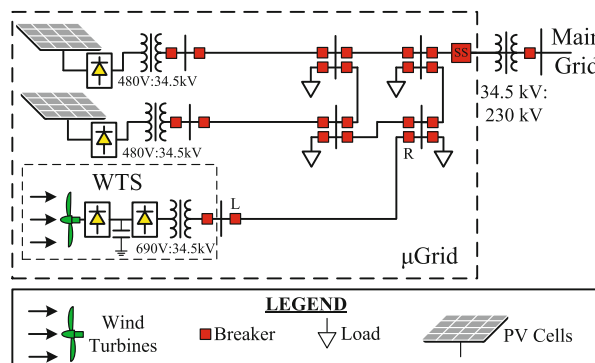 SS
Main
Grid
480V:34.5kV
34.5 kV:
230 kV
480V:34.5kV
R
WTS
L
690V:34.5kV
μGrid
LEGEND
Wind
Turbines
Breaker
Load
PV Cells